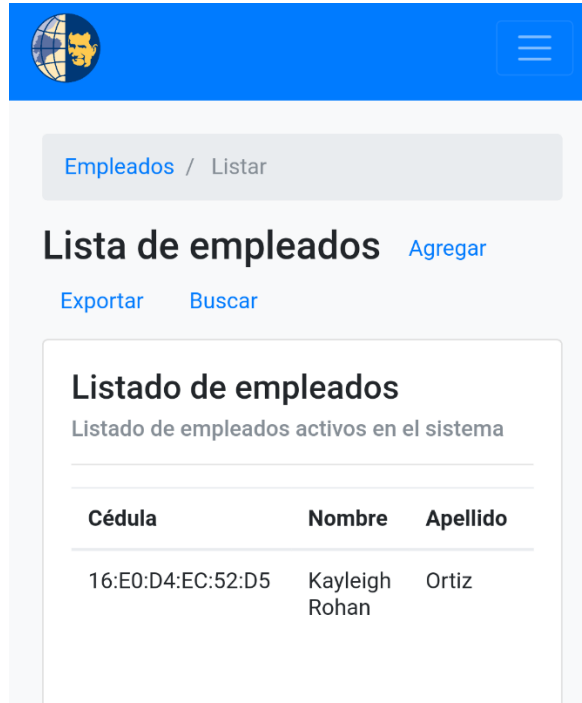 Empleados / Listar
Lista de empleados Agregar
Exportar Buscar
Listado de empleados
Listado de empleados activos en el sistema
Cédula Nombre Apellido
16:E0:D4:EC:52:D5 Kayleigh Ortiz
Rohan